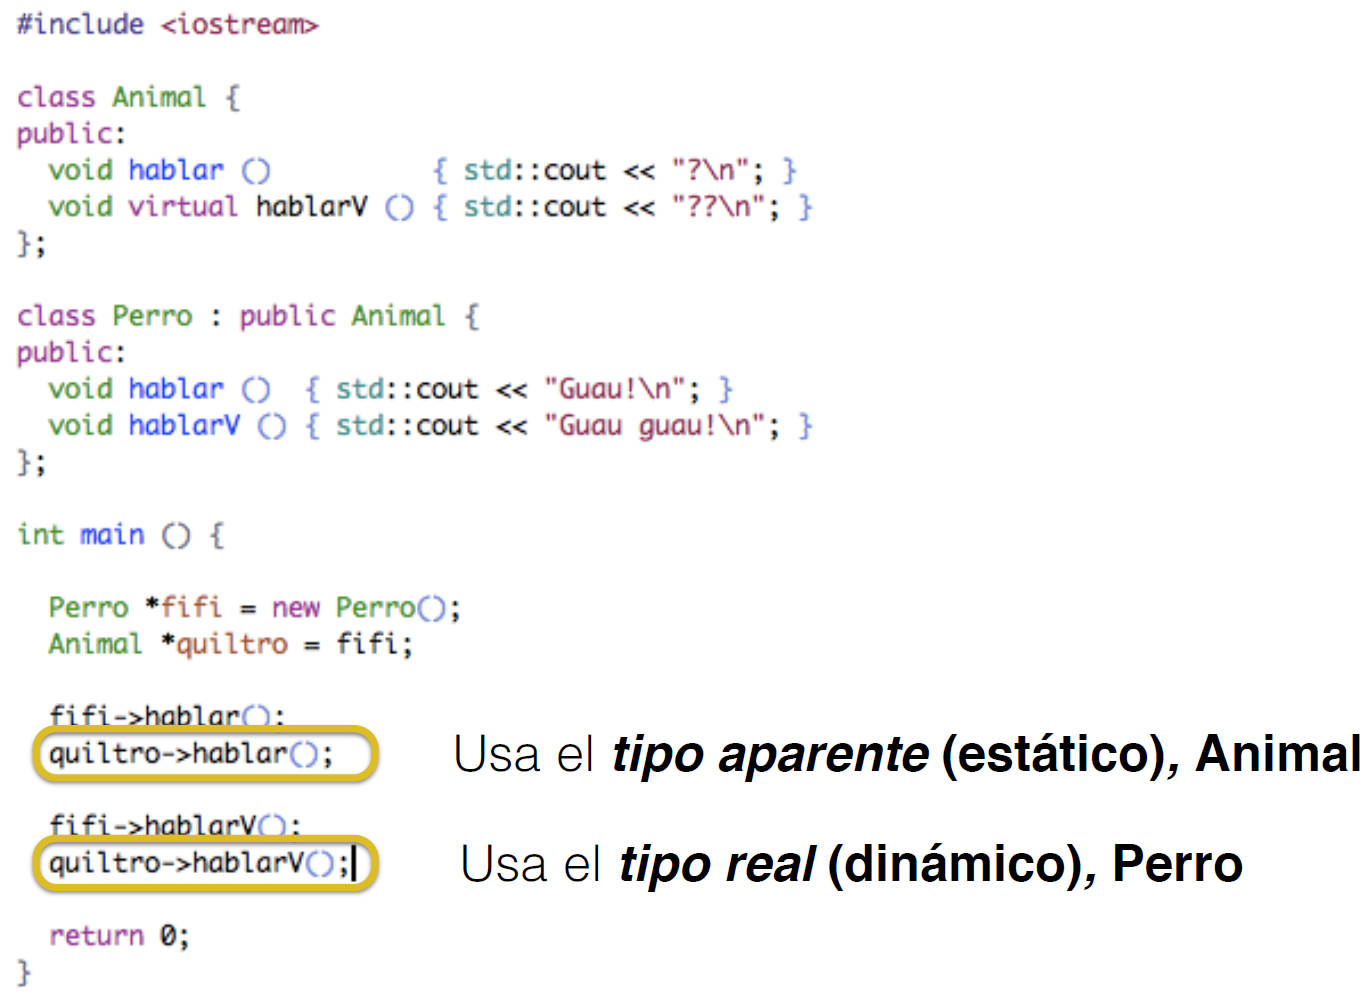 #include <iostream>
class Animal {
public:
  void hablar ()          { std::cout << "?\n"; }
  void virtual hablarV () { std::cout << "??\n"; }
};
class Perro : public Animal {
public:
  void hablar ()  { std::cout << "Guau!\n"; }
  void hablarV () { std::cout << "Guau guau!\n"; }
};
int main () {
  Perro *fifi = new Perro();
  Animal *quiltro = fifi;
  fifi->hablar();
  quiltro->hablar(); Usa el tipo aparente (estático), Animal
  fifi->hablarV();
  quiltro->hablarV(); Usa el tipo real (dinámico), Perro
  return 0;
}